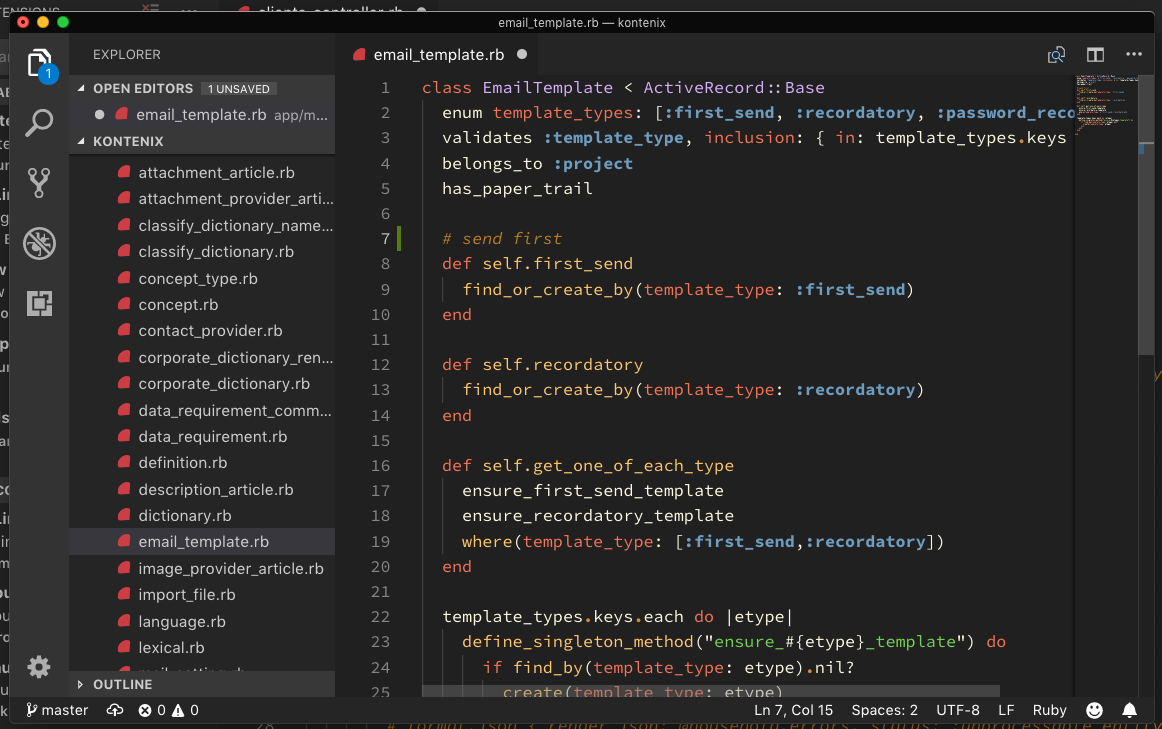 clients_controller.rb
email_template.rb — kontenix
EXPLORER
OPEN EDITORS 1 UNSAVED
email_template.rb app/m...
KONTENIX
attachment_article.rb
attachment_provider_arti...
classify_dictionary_name...
classify_dictionary.rb
concept_type.rb
concept.rb
contact_provider.rb
corporate_dictionary_ren...
corporate_dictionary.rb
data_requirement_comm...
data_requirement.rb
definition.rb
description_article.rb
dictionary.rb
email_template.rb
image_provider_article.rb
import_file.rb
language.rb
lexical.rb
OUTLINE
1
email_template.rb
1 class EmailTemplate < ActiveRecord::Base
2 enum template_types: [:first_send, :recordatory, :password_reco
3 validates :template_type, inclusion: { in: template_types.keys
4 belongs_to :project
5 has_paper_trail
6
7 # send first
8 def self.first_send
9 find_or_create_by(template_type: :first_send)
10 end
11
12 def self.recordatory
13 find_or_create_by(template_type: :recordatory)
14 end
15
16 def self.get_one_of_each_type
17 ensure_first_send_template
18 ensure_recordatory_template
19 where(template_type: [:first_send,:recordatory])
20 end
21
22 template_types.keys.each do |etype|
23 define_singleton_method("ensure_#{etype}_template") do
24 if find_by(template_type: etype).nil?
25 create(template_type: etype)
master 0 0 Ln 7, Col 15 Spaces: 2 UTF-8 LF Ruby